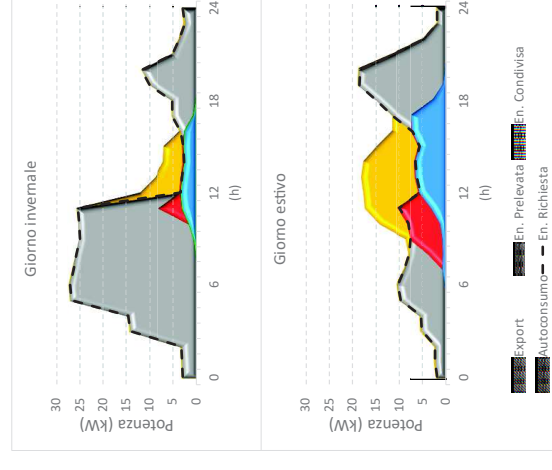 Giorno invernale
30
25
20
15
10
5
0
Potenza (kW)
0
6
12
18
24
(h)
Giorno estivo
30
25
20
15
10
5
0
Potenza (kW)
0
6
12
18
24
(h)
Export
En. Prelevata
En. Condivisa
Autoconsumo
En. Richiesta